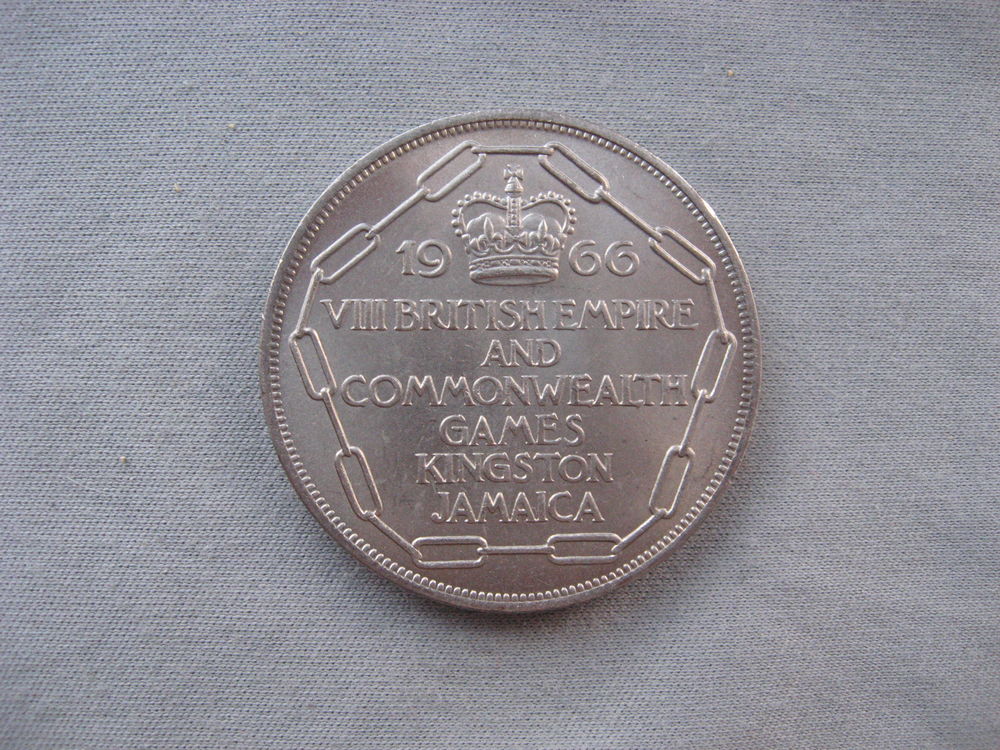 1966
VIII BRITISH EMPIRE
AND
COMMONWEALTH
GAMES
KINGSTON
JAMAICA